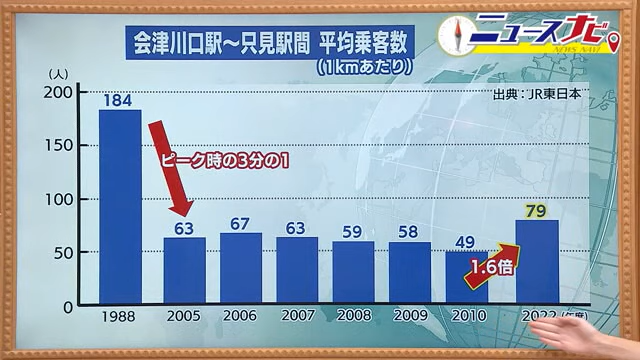 会津川口駅〜只見駅間 平均乗客数
(1kmあたり)
ニュースナビ
NEWS NAVI
(人)
出典：JR東日本
200
150
100
50
0
184
63
67
63
59
58
49
79
ピーク時の3分の1
1.6倍
1988
2005
2006
2007
2008
2009
2010
2022
(年度)